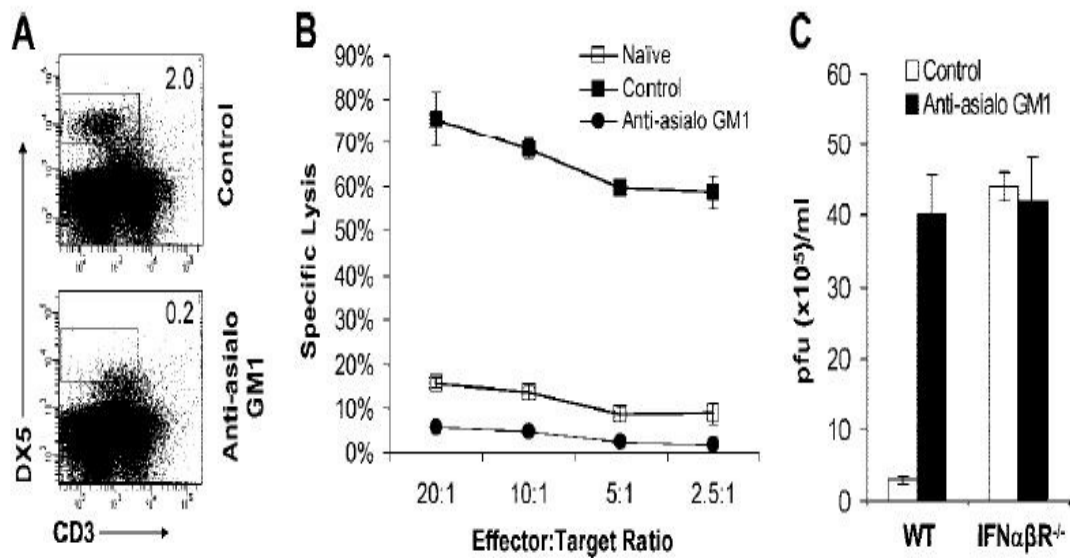 A
2.0
Control
0.2
Anti-asialo
GM1
DX5
CD3
B
Naïve
Control
Anti-asialo GM1
90%
80%
70%
60%
50%
40%
30%
20%
10%
0%
Specific Lysis
20:1
10:1
5:1
2.5:1
Effector:Target Ratio
C
Control
Anti-asialo GM1
60
50
40
30
20
10
0
pfu (x10⁵)/ml
WT
IFNαβR⁻/⁻